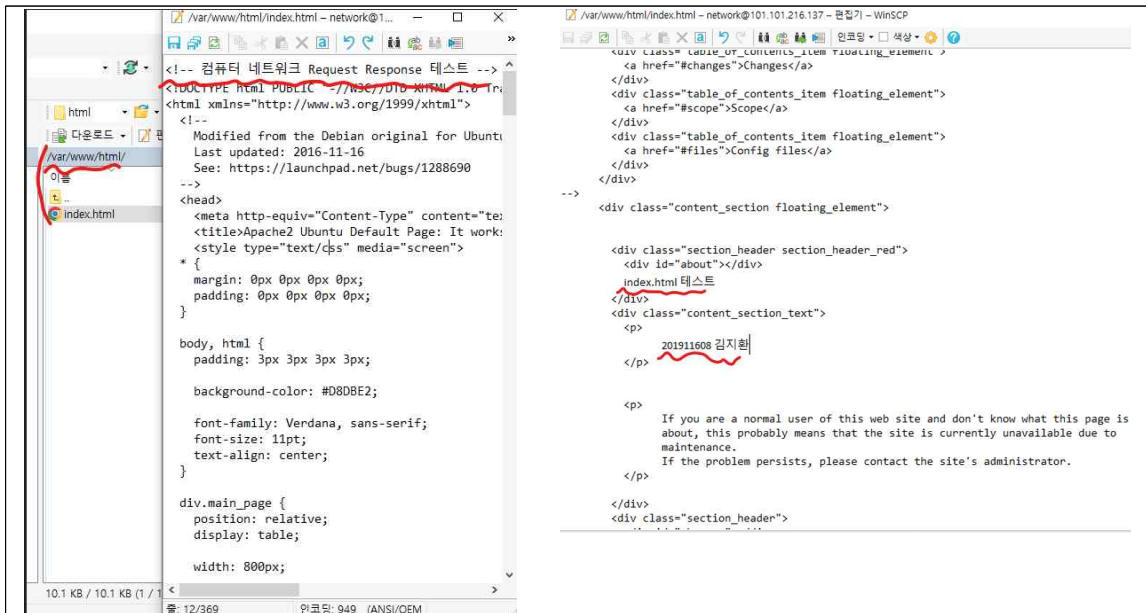 /var/www/html/index.html – network@1...
html
다운로드
/var/www/html/
이름
..
index.html
10.1 KB / 10.1 KB (1 / 1
<!-- 컴퓨터 네트워크 Request Response 테스트 -->
<!DOCTYPE html PUBLIC "-//W3C//DTD XHTML 1.0 Tra
<html xmlns="http://www.w3.org/1999/xhtml">
<!--
Modified from the Debian original for Ubuntu
Last updated: 2016-11-16
See: https://launchpad.net/bugs/1288690
-->
<head>
<meta http-equiv="Content-Type" content="te
<title>Apache2 Ubuntu Default Page: It works
<style type="text/css" media="screen">
* {
margin: 0px 0px 0px 0px;
padding: 0px 0px 0px 0px;
}
body, html {
padding: 3px 3px 3px 3px;
background-color: #D8DBE2;
font-family: Verdana, sans-serif;
font-size: 11pt;
text-align: center;
}
div.main_page {
position: relative;
display: table;
width: 800px;
줄: 12/369 인코딩: 949 (ANSI/OEM
/var/www/html/index.html – network@101.101.216.137 – 편집기 – WinSCP
인코딩 색상
<div class="table_of_contents_item floating_element">
<a href="#changes">Changes</a>
</div>
<div class="table_of_contents_item floating_element">
<a href="#scope">Scope</a>
</div>
<div class="table_of_contents_item floating_element">
<a href="#files">Config files</a>
</div>
</div>
-->
<div class="content_section floating_element">
<div class="section_header section_header_red">
<div id="about"></div>
index.html 테스트
</div>
<div class="content_section_text">
<p>
201911608 김지환
</p>
<p>
If you are a normal user of this web site and don't know what this page is
about, this probably means that the site is currently unavailable due to
maintenance.
If the problem persists, please contact the site's administrator.
</p>
</div>
<div class="section_header">